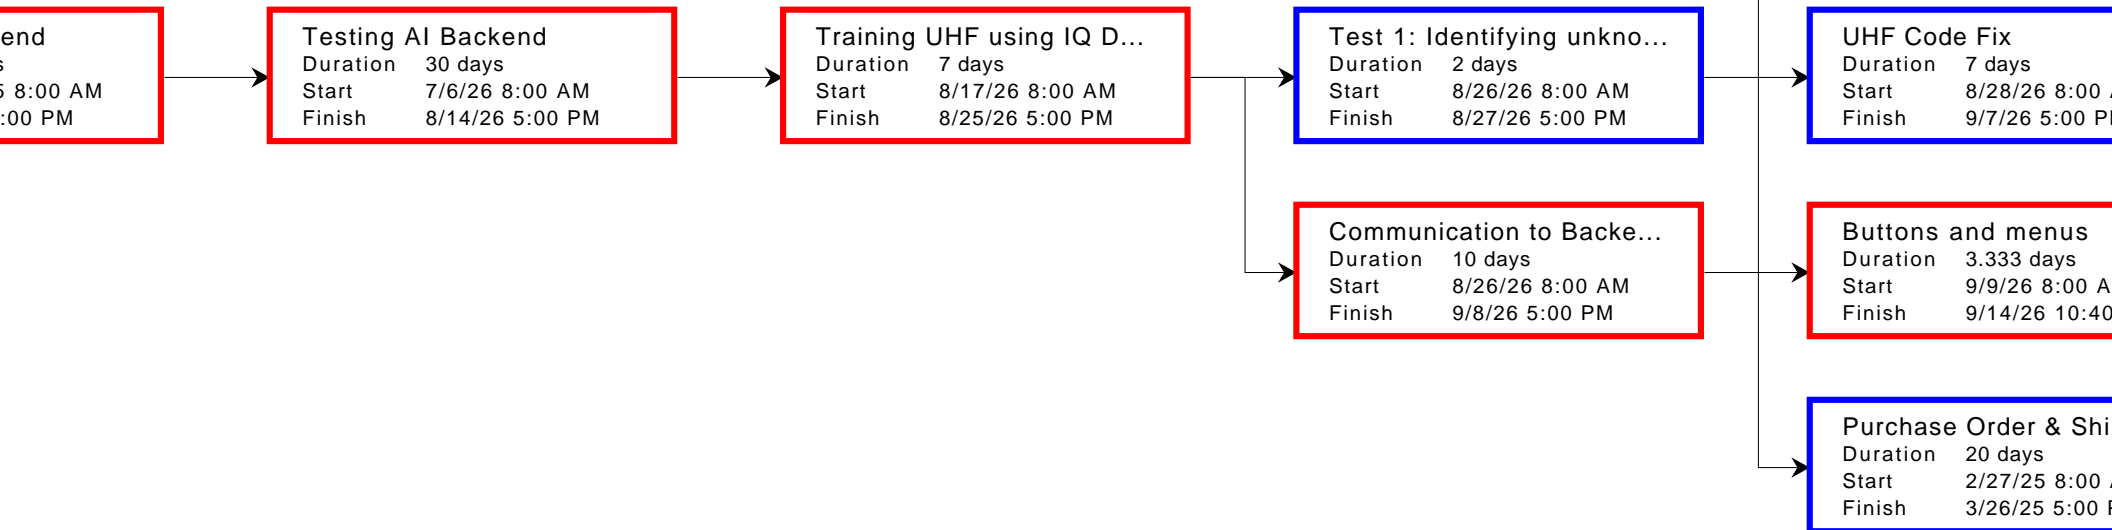 end
Testing AI Backend
Training UHF using IQ D...
Test 1: Identifying unkno...
UHF Code Fix
s
Duration 30 days
Duration 7 days
Duration 2 days
Duration 7 days
8:00 AM
Start 7/6/26 8:00 AM
Start 8/17/26 8:00 AM
Start 8/26/26 8:00 AM
Start 8/28/26 8:00
:00 PM
Finish 8/14/26 5:00 PM
Finish 8/25/26 5:00 PM
Finish 8/27/26 5:00 PM
Finish 9/7/26 5:00 P
Communication to Backe...
Buttons and menus
Duration 10 days
Duration 3.333 days
Start 8/26/26 8:00 AM
Start 9/9/26 8:00 A
Finish 9/8/26 5:00 PM
Finish 9/14/26 10:40
Purchase Order & Shi
Duration 20 days
Start 2/27/25 8:00
Finish 3/26/25 5:00